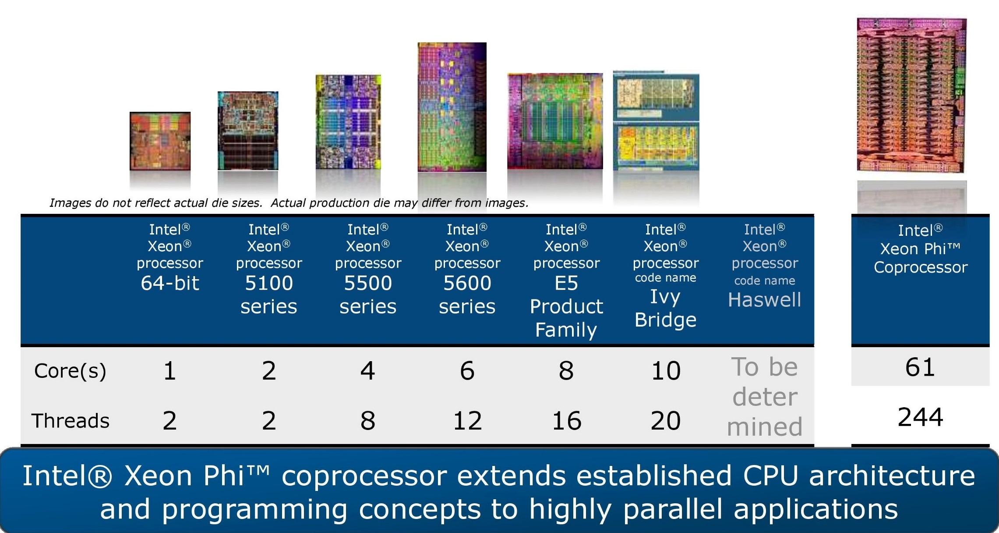 Images do not reflect actual die sizes.  Actual production die may differ from images.
Intel®
Xeon®
processor
64-bit
Intel®
Xeon®
processor
5100
series
Intel®
Xeon®
processor
5500
series
Intel®
Xeon®
processor
5600
series
Intel®
Xeon®
processor
E5
Product
Family
Intel®
Xeon®
processor
code name
Ivy
Bridge
Intel®
Xeon®
processor
code name
Haswell
Intel®
Xeon Phi™
Coprocessor
Core(s) 1 2 4 6 8 10 61
Threads 2 2 8 12 16 20 244
To be
deter
mined
Intel® Xeon Phi™ coprocessor extends established CPU architecture
and programming concepts to highly parallel applications